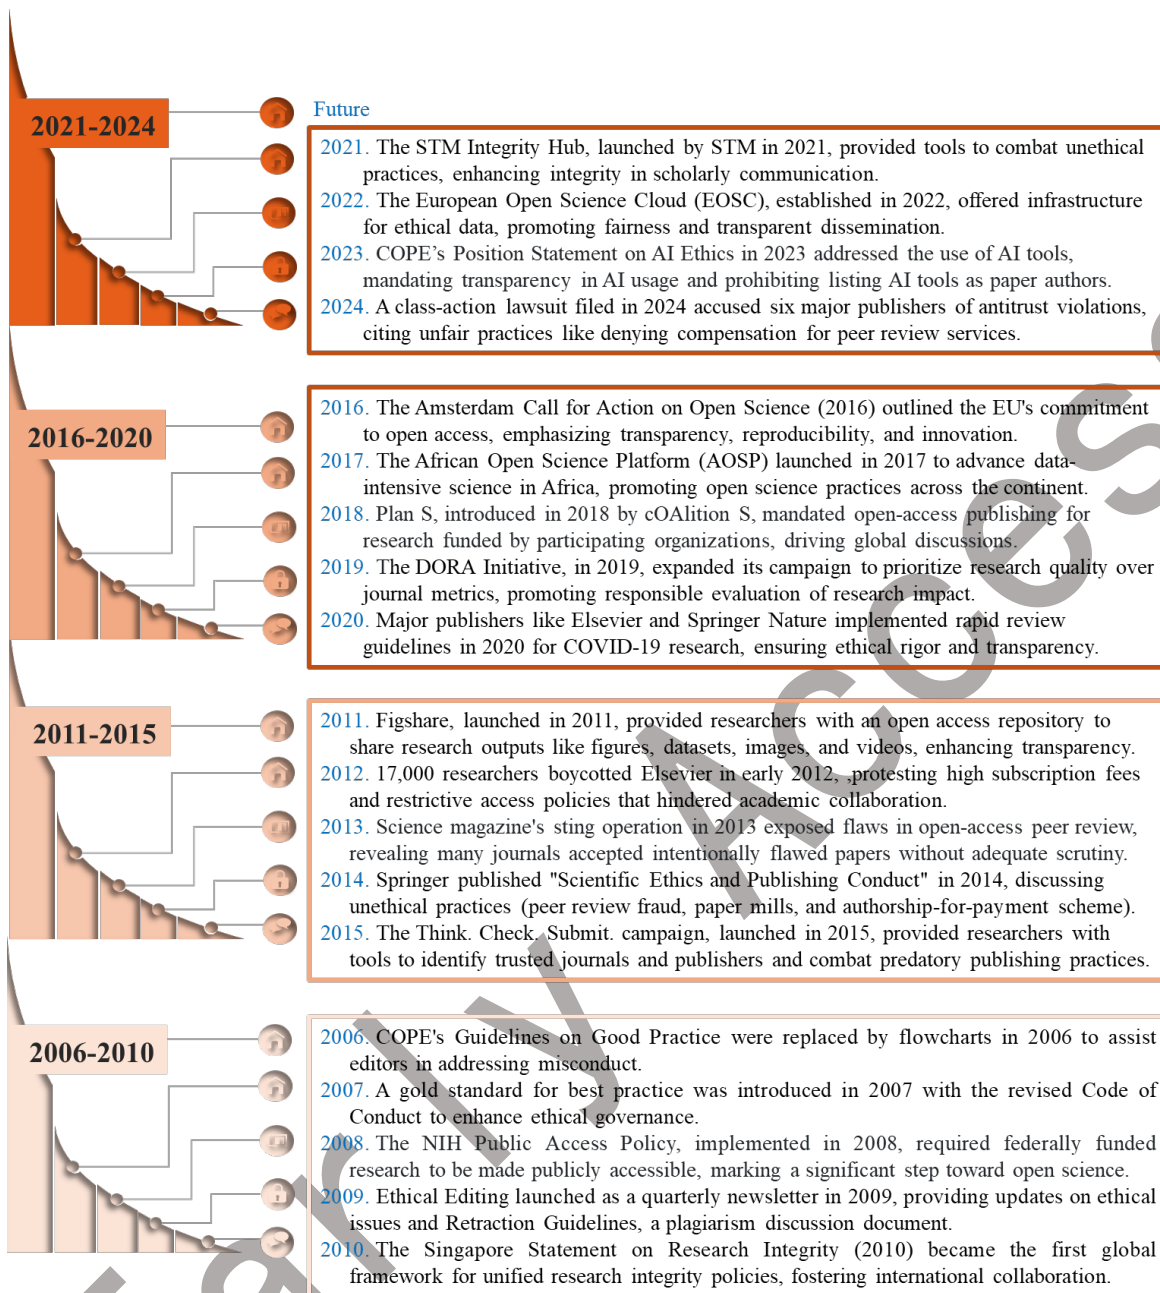 2021-2024
Future
2021. The STM Integrity Hub, launched by STM in 2021, provided tools to combat unethical
practices, enhancing integrity in scholarly communication.
2022. The European Open Science Cloud (EOSC), established in 2022, offered infrastructure
for ethical data, promoting fairness and transparent dissemination.
2023. COPE’s Position Statement on AI Ethics in 2023 addressed the use of AI tools,
mandating transparency in AI usage and prohibiting listing AI tools as paper authors.
2024. A class-action lawsuit filed in 2024 accused six major publishers of antitrust violations,
citing unfair practices like denying compensation for peer review services.
2016-2020
2016. The Amsterdam Call for Action on Open Science (2016) outlined the EU's commitment
to open access, emphasizing transparency, reproducibility, and innovation.
2017. The African Open Science Platform (AOSP) launched in 2017 to advance data-
intensive science in Africa, promoting open science practices across the continent.
2018. Plan S, introduced in 2018 by cOAlition S, mandated open-access publishing for
research funded by participating organizations, driving global discussions.
2019. The DORA Initiative, in 2019, expanded its campaign to prioritize research quality over
journal metrics, promoting responsible evaluation of research impact.
2020. Major publishers like Elsevier and Springer Nature implemented rapid review
guidelines in 2020 for COVID-19 research, ensuring ethical rigor and transparency.
2011-2015
2011. Figshare, launched in 2011, provided researchers with an open access repository to
share research outputs like figures, datasets, images, and videos, enhancing transparency.
2012. 17,000 researchers boycotted Elsevier in early 2012, ,protesting high subscription fees
and restrictive access policies that hindered academic collaboration.
2013. Science magazine's sting operation in 2013 exposed flaws in open-access peer review,
revealing many journals accepted intentionally flawed papers without adequate scrutiny.
2014. Springer published "Scientific Ethics and Publishing Conduct" in 2014, discussing
unethical practices (peer review fraud, paper mills, and authorship-for-payment scheme).
2015. The Think. Check. Submit. campaign, launched in 2015, provided researchers with
tools to identify trusted journals and publishers and combat predatory publishing practices.
2006-2010
2006. COPE's Guidelines on Good Practice were replaced by flowcharts in 2006 to assist
editors in addressing misconduct.
2007. A gold standard for best practice was introduced in 2007 with the revised Code of
Conduct to enhance ethical governance.
2008. The NIH Public Access Policy, implemented in 2008, required federally funded
research to be made publicly accessible, marking a significant step toward open science.
2009. Ethical Editing launched as a quarterly newsletter in 2009, providing updates on ethical
issues and Retraction Guidelines, a plagiarism discussion document.
2010. The Singapore Statement on Research Integrity (2010) became the first global
framework for unified research integrity policies, fostering international collaboration.
arly Acces